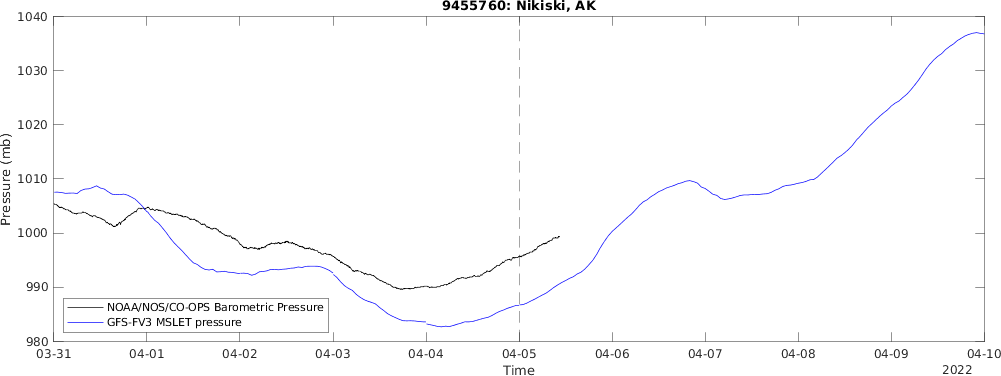 9455760: Nikiski, AK
1040
1030
1020
1010
1000
990
980
Pressure (mb)
NOAA/NOS/CO-OPS Barometric Pressure
GFS-FV3 MSLET pressure
03-31 04-01 04-02 04-03 04-04 04-05 04-06 04-07 04-08 04-09 04-10
Time
2022